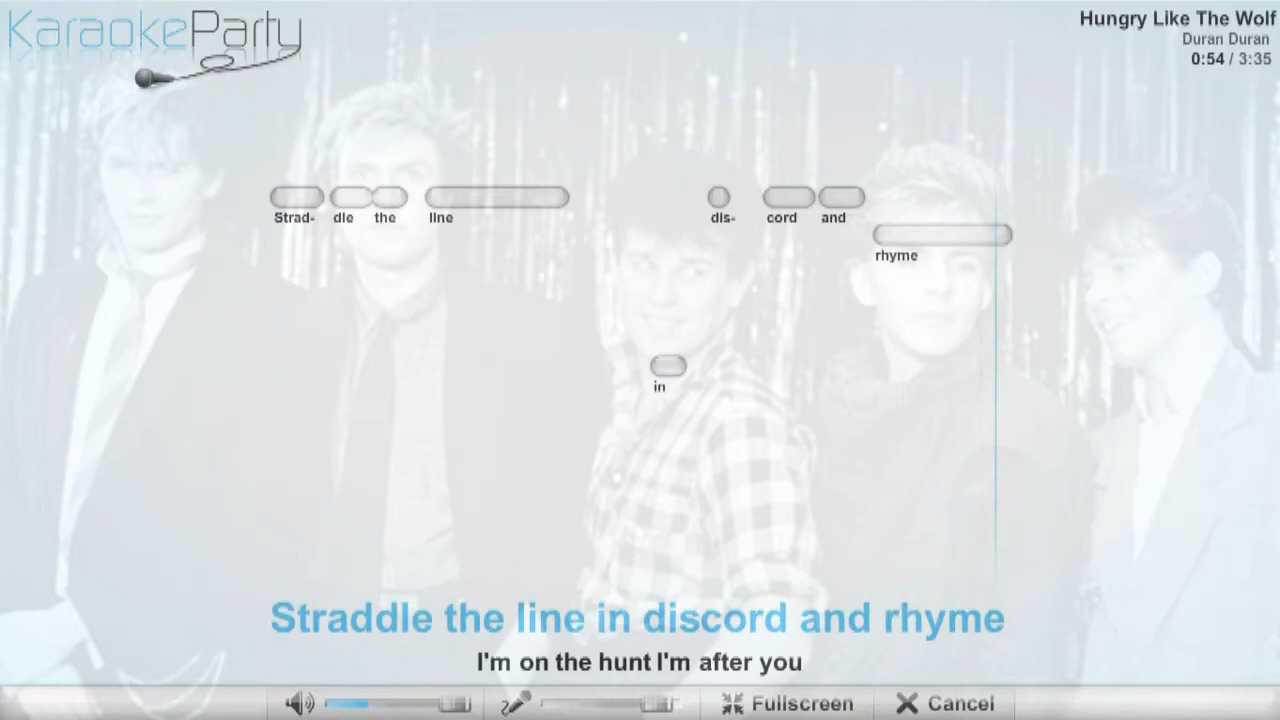 KaraokeParty
Hungry Like The Wolf
Duran Duran
0:54 / 3:35
Strad- dle the line dis- cord and
rhyme
in
Straddle the line in discord and rhyme
I'm on the hunt I'm after you
Fullscreen Cancel